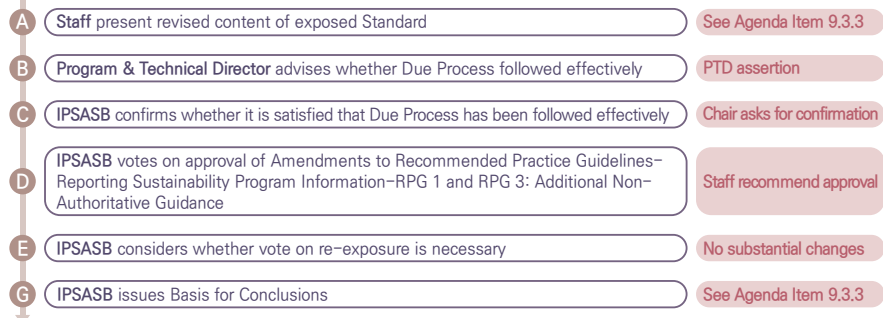 A Staff present revised content of exposed Standard See Agenda Item 9.3.3
B Program & Technical Director advises whether Due Process followed effectively PTD assertion
C IPSASB confirms whether it is satisfied that Due Process has been followed effectively Chair asks for confirmation
D IPSASB votes on approval of Amendments to Recommended Practice Guidelines-
Reporting Sustainability Program Information-RPG 1 and RPG 3: Additional Non-
Authoritative Guidance
Staff recommend approval
E IPSASB considers whether vote on re-exposure is necessary No substantial changes
G IPSASB issues Basis for Conclusions See Agenda Item 9.3.3